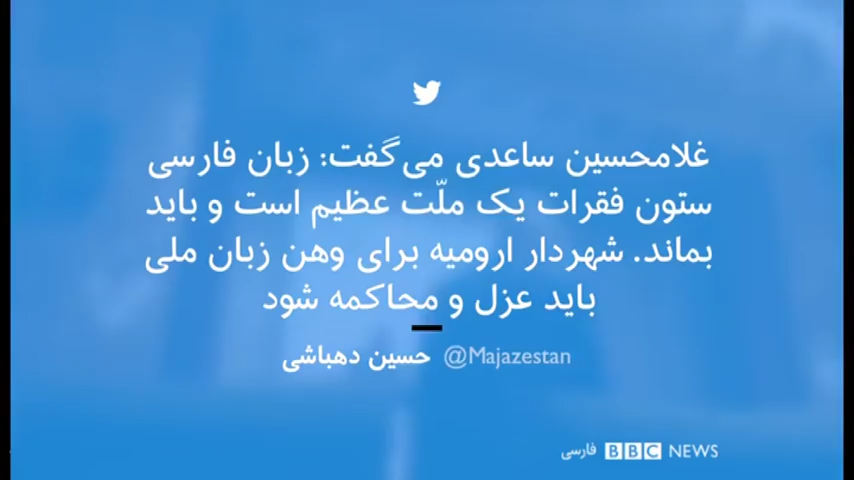 غلامحسین ساعدی می‌گفت: زبان فارسی
ستون فقرات یک ملّت عظیم است و باید
بماند. شهردار ارومیه برای وهن زبان ملی
باید عزل و محاکمه شود
حسین دهباشی @Majazestan
BBC NEWS فارسی